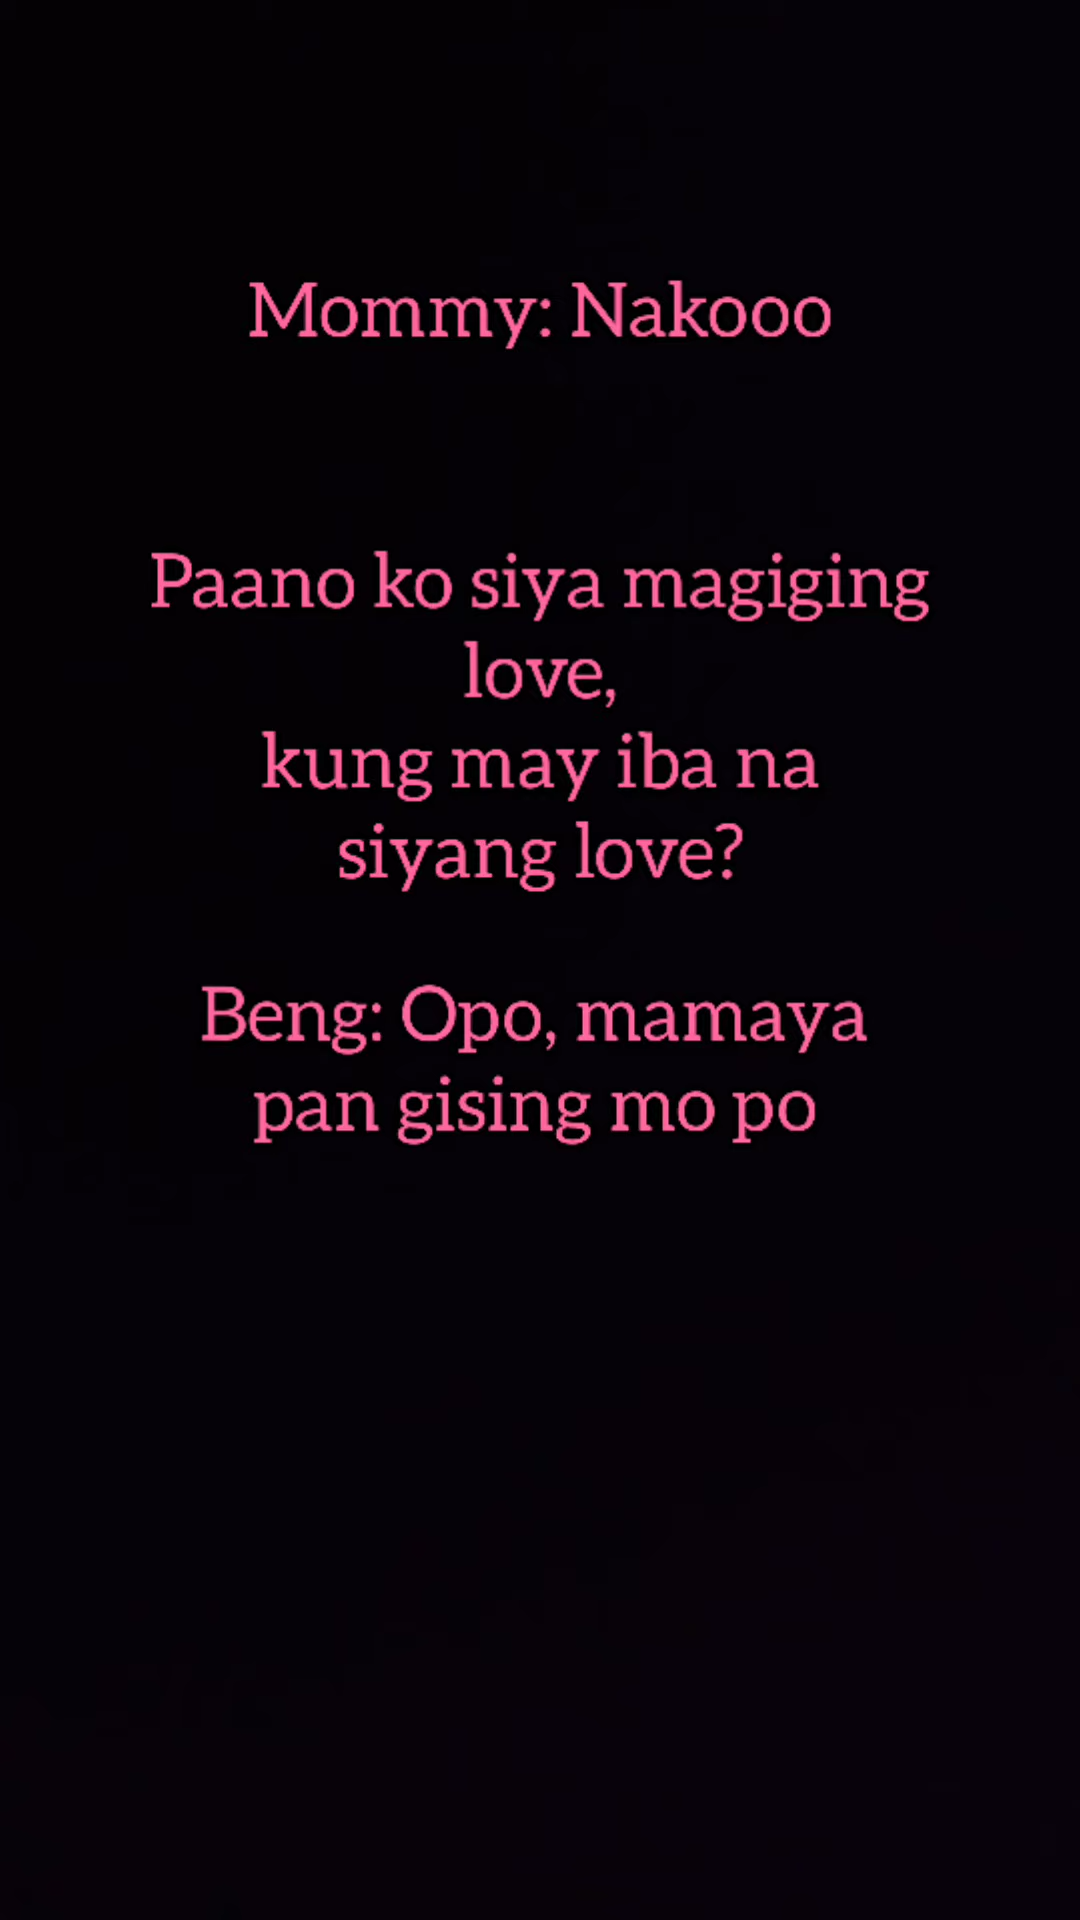 Mommy: Nakooo
Paano ko siya magiging
love,
kung may iba na
siyang love?
Beng: Opo, mamaya
pan gising mo po